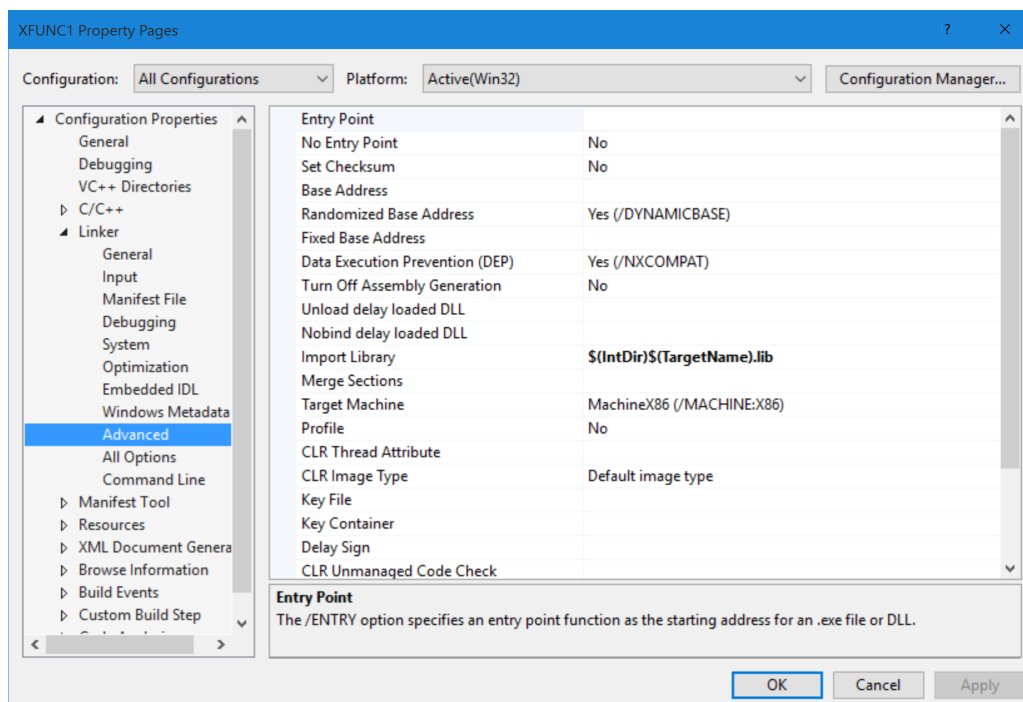 XFUNC1 Property Pages
?
Configuration: All Configurations Platform: Active(Win32) Configuration Manager...
Configuration Properties
General
Debugging
VC++ Directories
C/C++
Linker
General
Input
Manifest File
Debugging
System
Optimization
Embedded IDL
Windows Metadata
Advanced
All Options
Command Line
Manifest Tool
Resources
XML Document Genera
Browse Information
Build Events
Custom Build Step
Entry Point
No Entry Point No
Set Checksum No
Base Address
Randomized Base Address Yes (/DYNAMICBASE)
Fixed Base Address
Data Execution Prevention (DEP) Yes (/NXCOMPAT)
Turn Off Assembly Generation No
Unload delay loaded DLL
Nobind delay loaded DLL
Import Library $(IntDir)$(TargetName).lib
Merge Sections
Target Machine MachineX86 (/MACHINE:X86)
Profile No
CLR Thread Attribute
CLR Image Type Default image type
Key File
Key Container
Delay Sign
CLR Unmanaged Code Check
Entry Point
The /ENTRY option specifies an entry point function as the starting address for an .exe file or DLL.
OK Cancel Apply